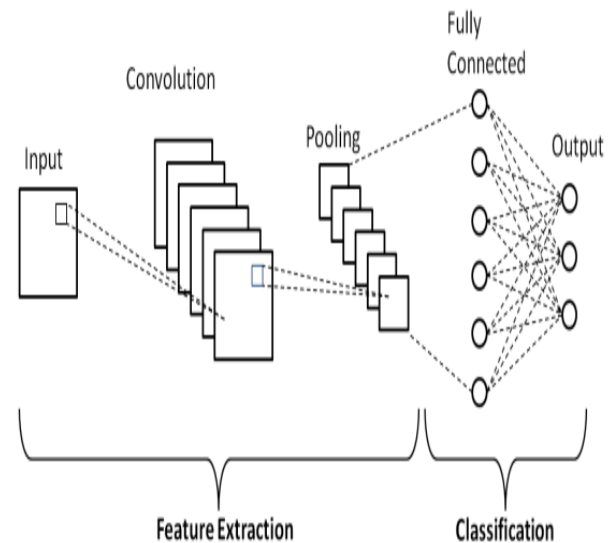 Input
Convolution
Pooling
Fully
Connected
Output
Feature Extraction
Classification